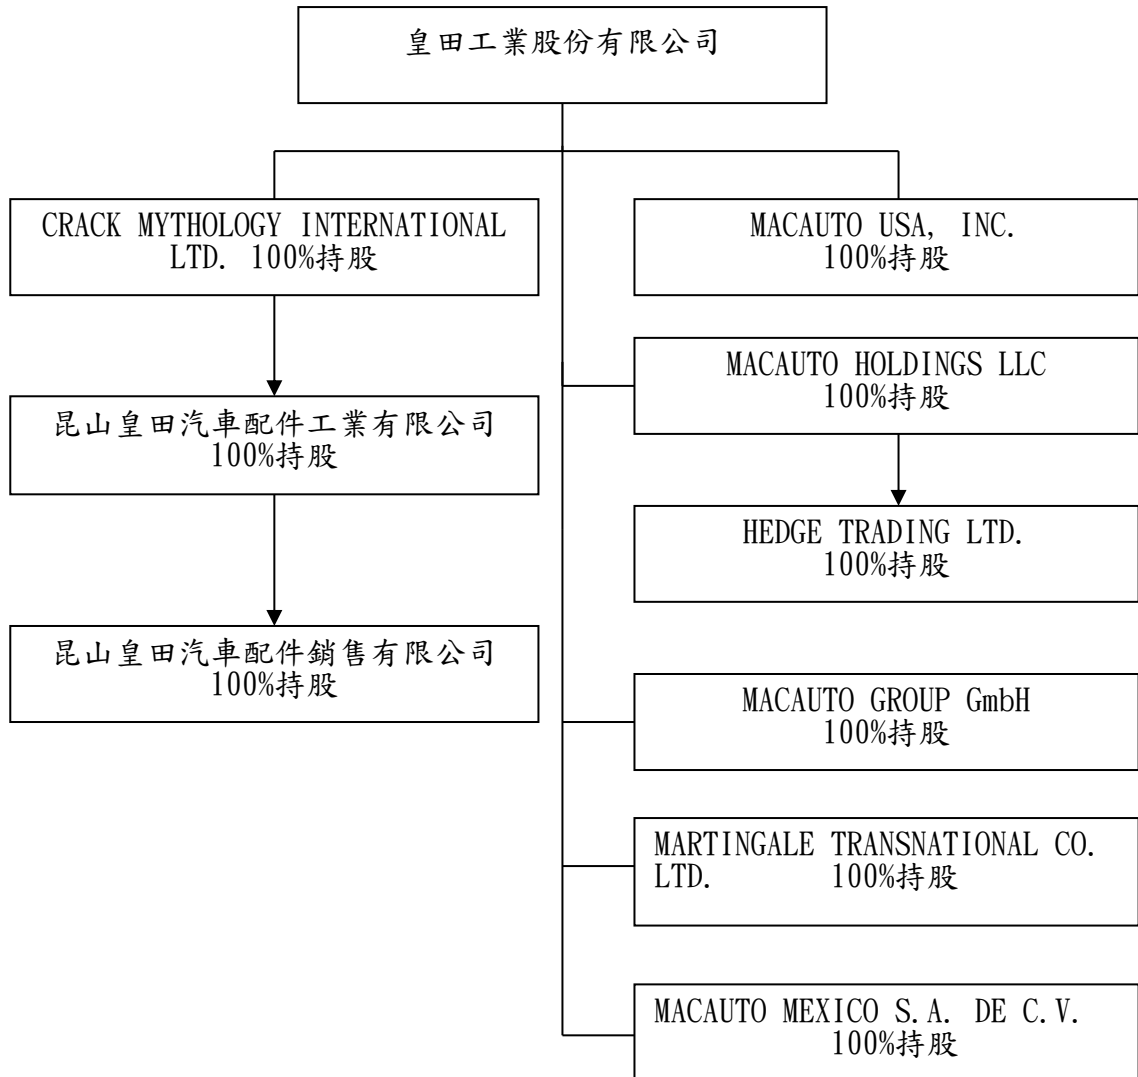 皇田工業股份有限公司
CRACK MYTHOLOGY INTERNATIONAL
LTD. 100%持股
昆山皇田汽車配件工業有限公司
100%持股
昆山皇田汽車配件銷售有限公司
100%持股
MACAUTO USA, INC.
100%持股
MACAUTO HOLDINGS LLC
100%持股
HEDGE TRADING LTD.
100%持股
MACAUTO GROUP GmbH
100%持股
MARTINGALE TRANSNATIONAL CO.
LTD. 100%持股
MACAUTO MEXICO S.A. DE C.V.
100%持股